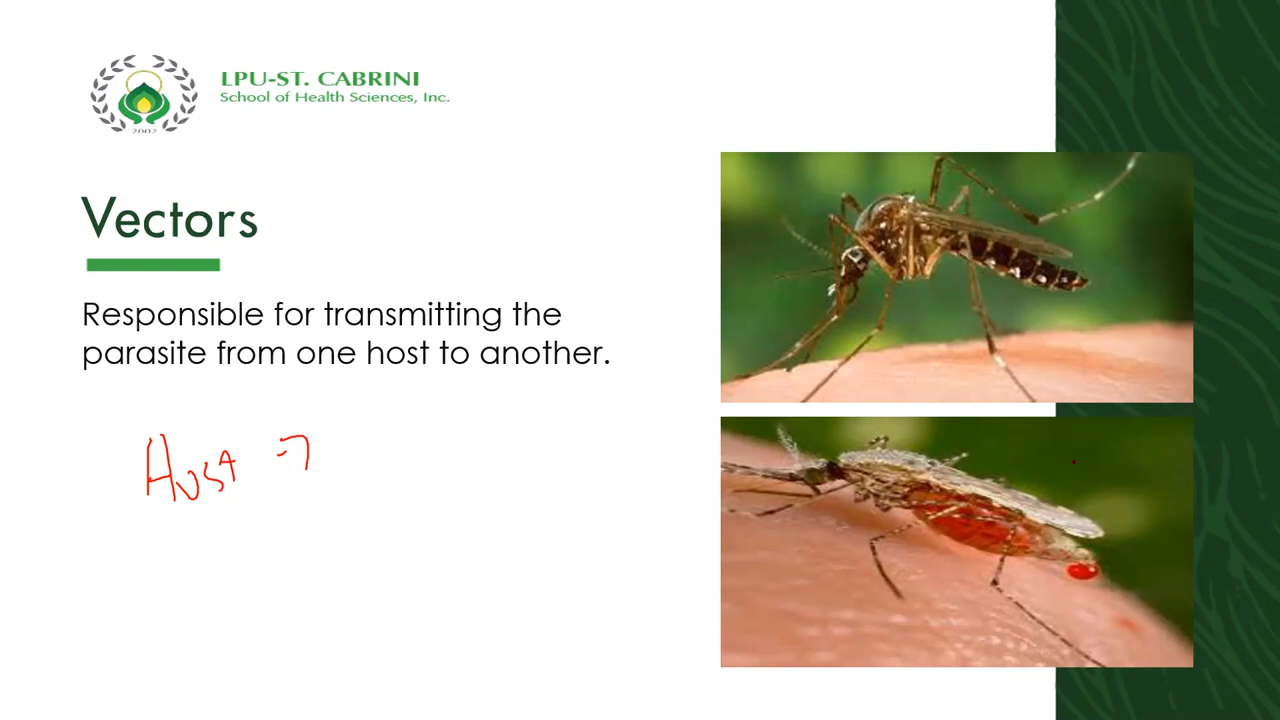 LPU-ST. CABRINI
School of Health Sciences, Inc.
2002
Vectors
Responsible for transmitting the
parasite from one host to another.
Host →